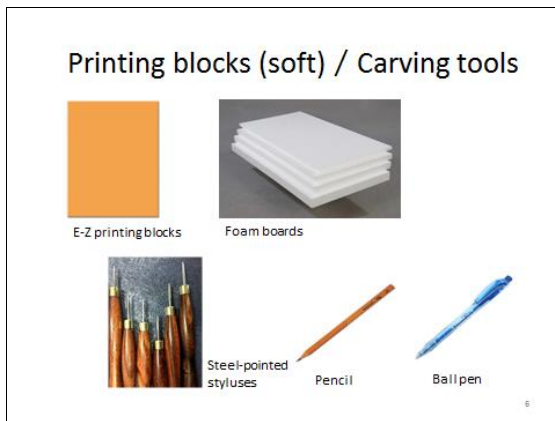 Printing blocks (soft) / Carving tools
E-Z printing blocks
Foam boards
Steel-pointed
styluses
Pencil
Ball pen
6